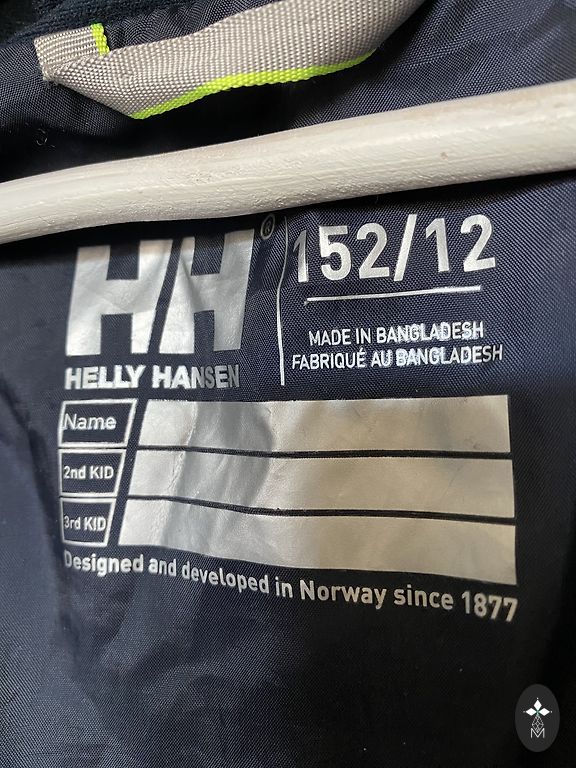 HH®
152/12
MADE IN BANGLADESH
FABRIQUÉ AU BANGLADESH
HELLY HANSEN
Name
2nd KID
3rd KID
Designed and developed in Norway since 1877